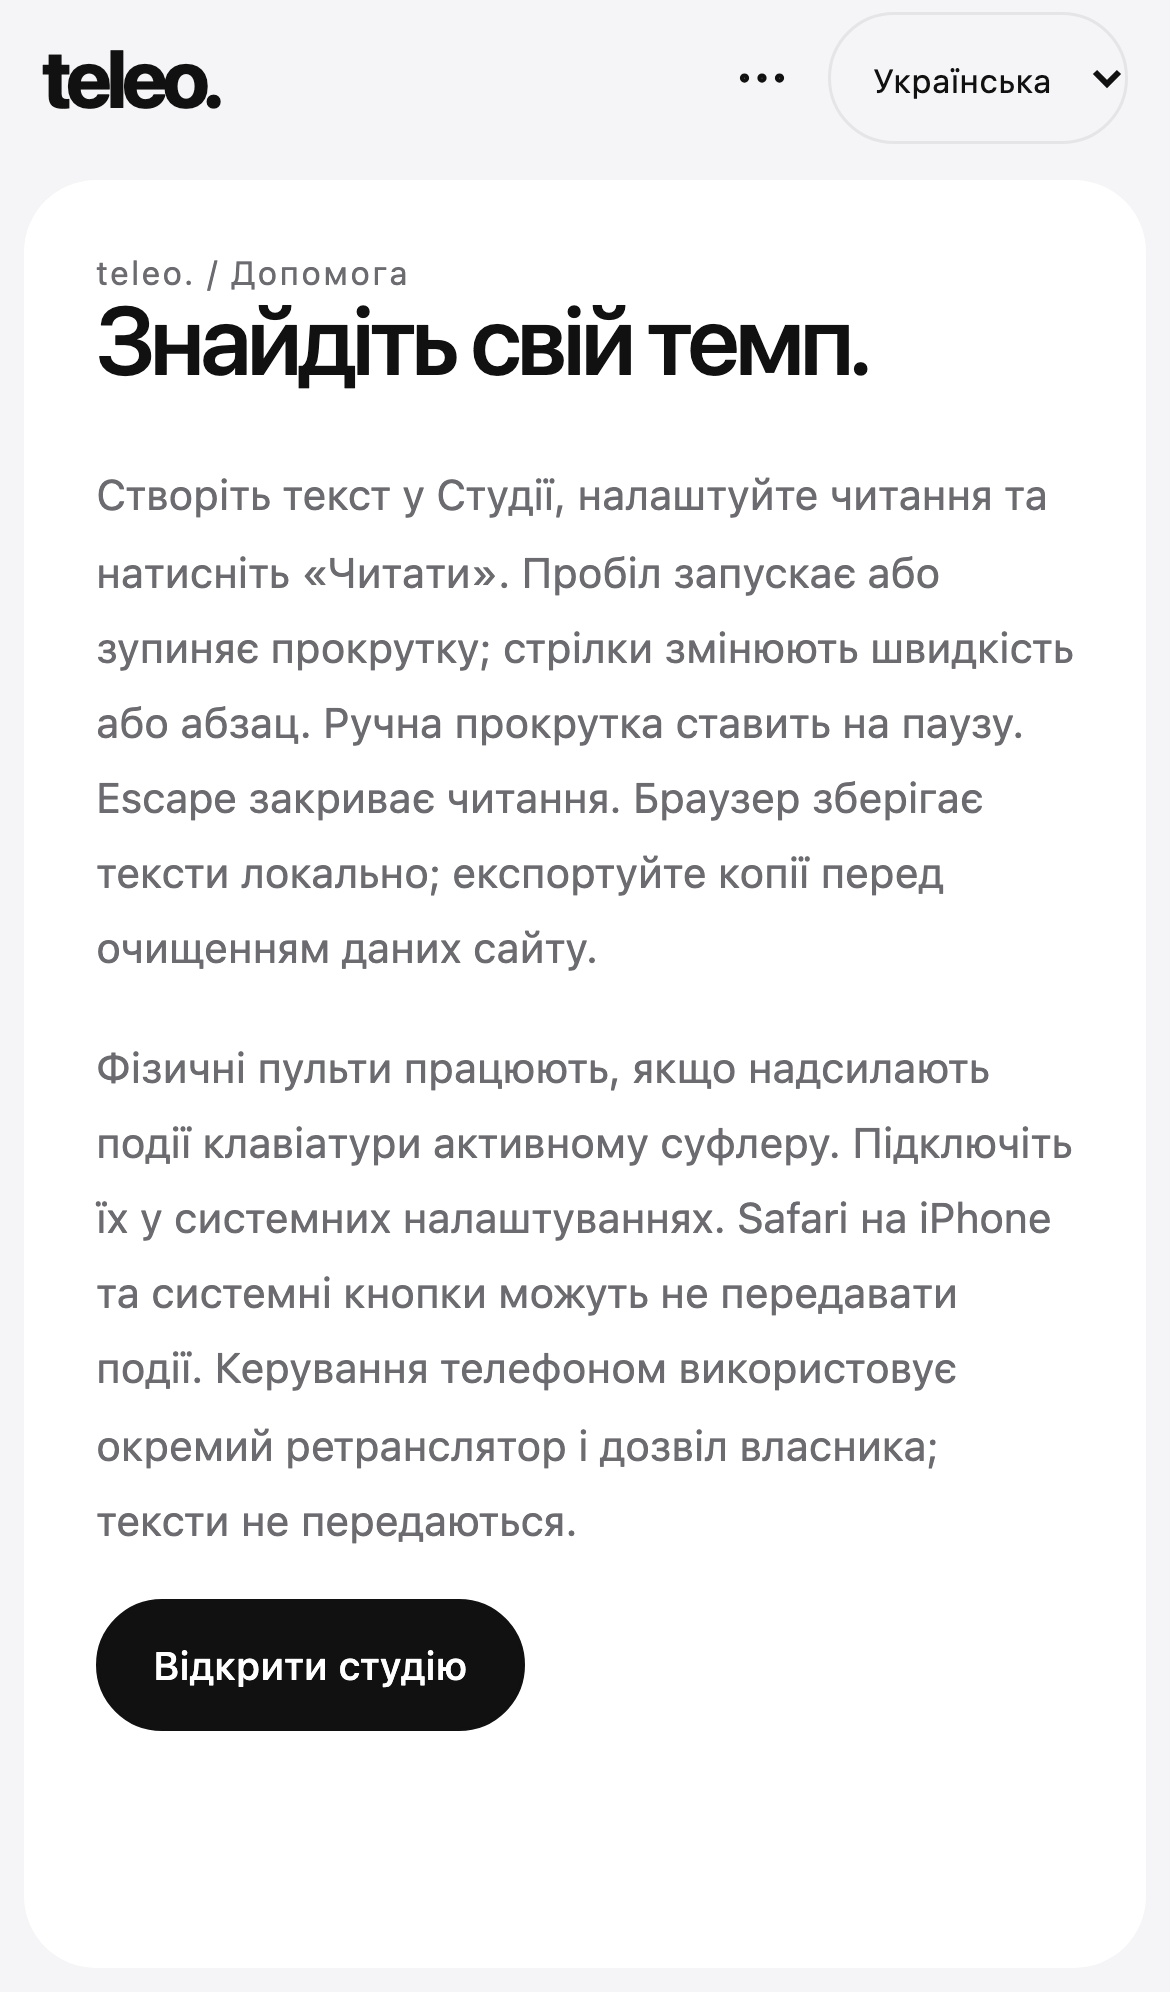 teleo.
Українська
teleo. / Допомога
Знайдіть свій темп.
Створіть текст у Студії, налаштуйте читання та
натисніть «Читати». Пробіл запускає або
зупиняє прокрутку; стрілки змінюють швидкість
або абзац. Ручна прокрутка ставить на паузу.
Escape закриває читання. Браузер зберігає
тексти локально; експортуйте копії перед
очищенням даних сайту.
Фізичні пульти працюють, якщо надсилають
події клавіатури активному суфлеру. Підключіть
їх у системних налаштуваннях. Safari на iPhone
та системні кнопки можуть не передавати
події. Керування телефоном використовує
окремий ретранслятор і дозвіл власника;
тексти не передаються.
Відкрити студію